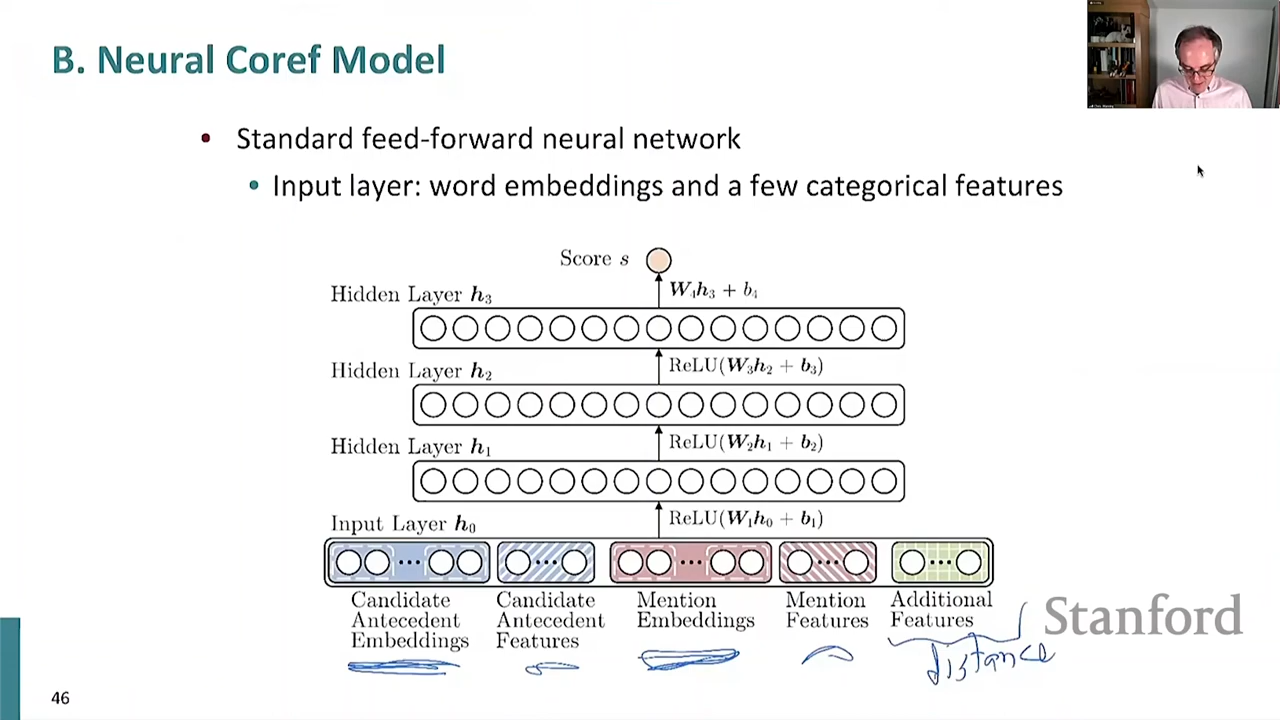 B. Neural Coref Model
• Standard feed-forward neural network
• Input layer: word embeddings and a few categorical features
Score s
W₄h₃ + b₄
Hidden Layer h₃
ReLU(W₃h₂ + b₃)
Hidden Layer h₂
ReLU(W₂h₁ + b₂)
Hidden Layer h₁
ReLU(W₁h₀ + b₁)
Input Layer h₀
Candidate Antecedent Embeddings
Candidate Antecedent Features
Mention Embeddings
Mention Features
Additional Features
distance
Stanford
46